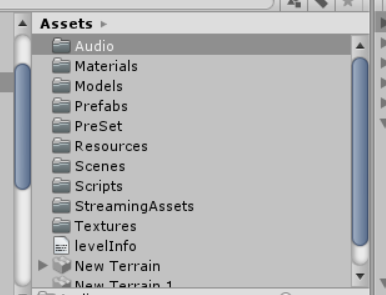 Assets
Audio
Materials
Models
Prefabs
PreSet
Resources
Scenes
Scripts
StreamingAssets
Textures
levelInfo
New Terrain
New Terrain 1